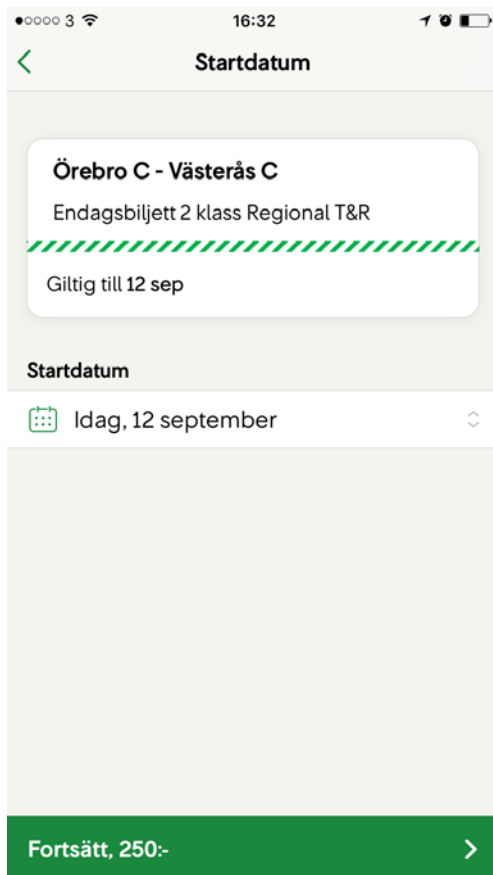 3 16:32
Startdatum
Örebro C - Västerås C
Endagsbiljett 2 klass Regional T&R
Giltig till 12 sep
Startdatum
Idag, 12 september
Fortsätt, 250:-